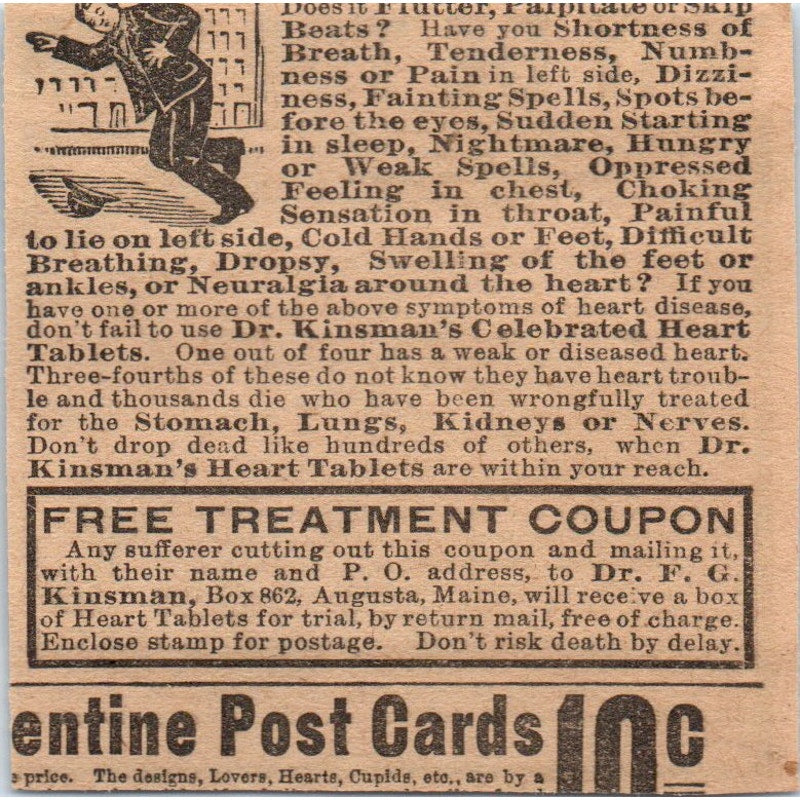 Does it Flutter, Palpitate or Skip
Beats? Have you Shortness of
Breath, Tenderness, Numb-
ness or Pain in left side, Dizzi-
ness, Fainting Spells, Spots be-
fore the eyes, Sudden Starting
in sleep, Nightmare, Hungry
or Weak Spells, Oppressed
Feeling in chest, Choking
Sensation in throat, Painful
to lie on left side, Cold Hands or Feet, Difficult
Breathing, Dropsy, Swelling of the feet or
ankles, or Neuralgia around the heart? If you
have one or more of the above symptoms of heart disease,
don't fail to use Dr. Kinsman's Celebrated Heart
Tablets. One out of four has a weak or diseased heart.
Three-fourths of these do not know they have heart troub-
le and thousands die who have been wrongfully treated
for the Stomach, Lungs, Kidneys or Nerves.
Don't drop dead like hundreds of others, when Dr.
Kinsman's Heart Tablets are within your reach.
FREE TREATMENT COUPON
Any sufferer cutting out this coupon and mailing it,
with their name and P. O. address, to Dr. F. G.
Kinsman, Box 862, Augusta, Maine, will receive a box
of Heart Tablets for trial, by return mail, free of charge.
Enclose stamp for postage. Don't risk death by delay.
entine Post Cards 10c
price. The designs, Lovers, Hearts, Cupids, etc., are by a